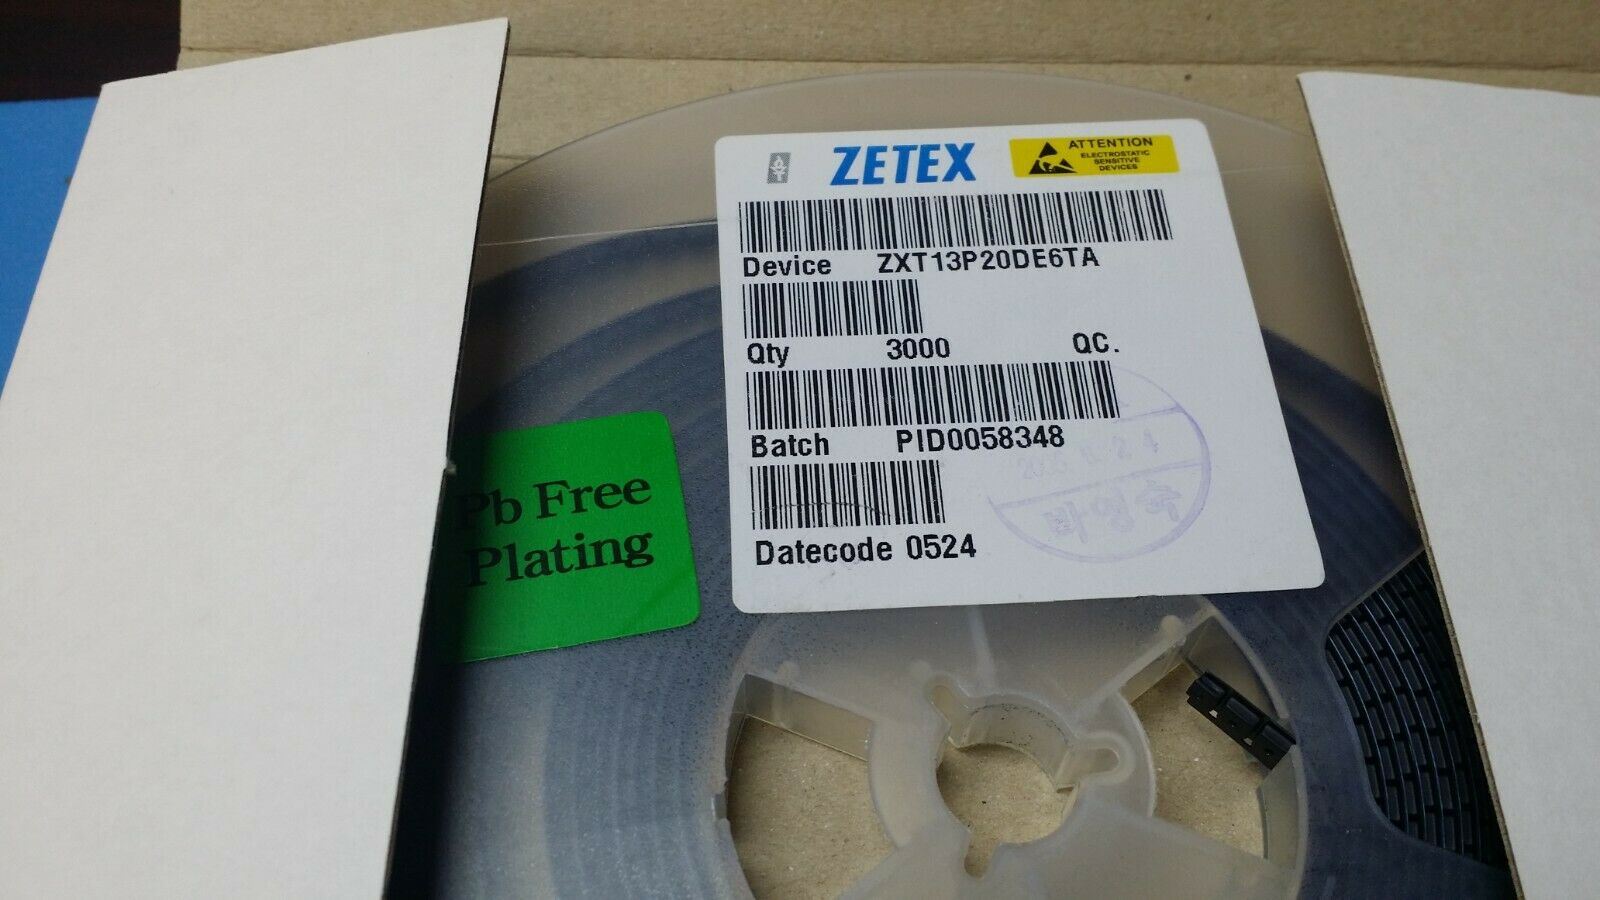 ZETEX
ATTENTION
ELECTROSTATIC
SENSITIVE
DEVICES
Device ZXT13P20DE6TA
Qty 3000 QC.
Batch PID0058348
Datecode 0524
Pb Free
Plating